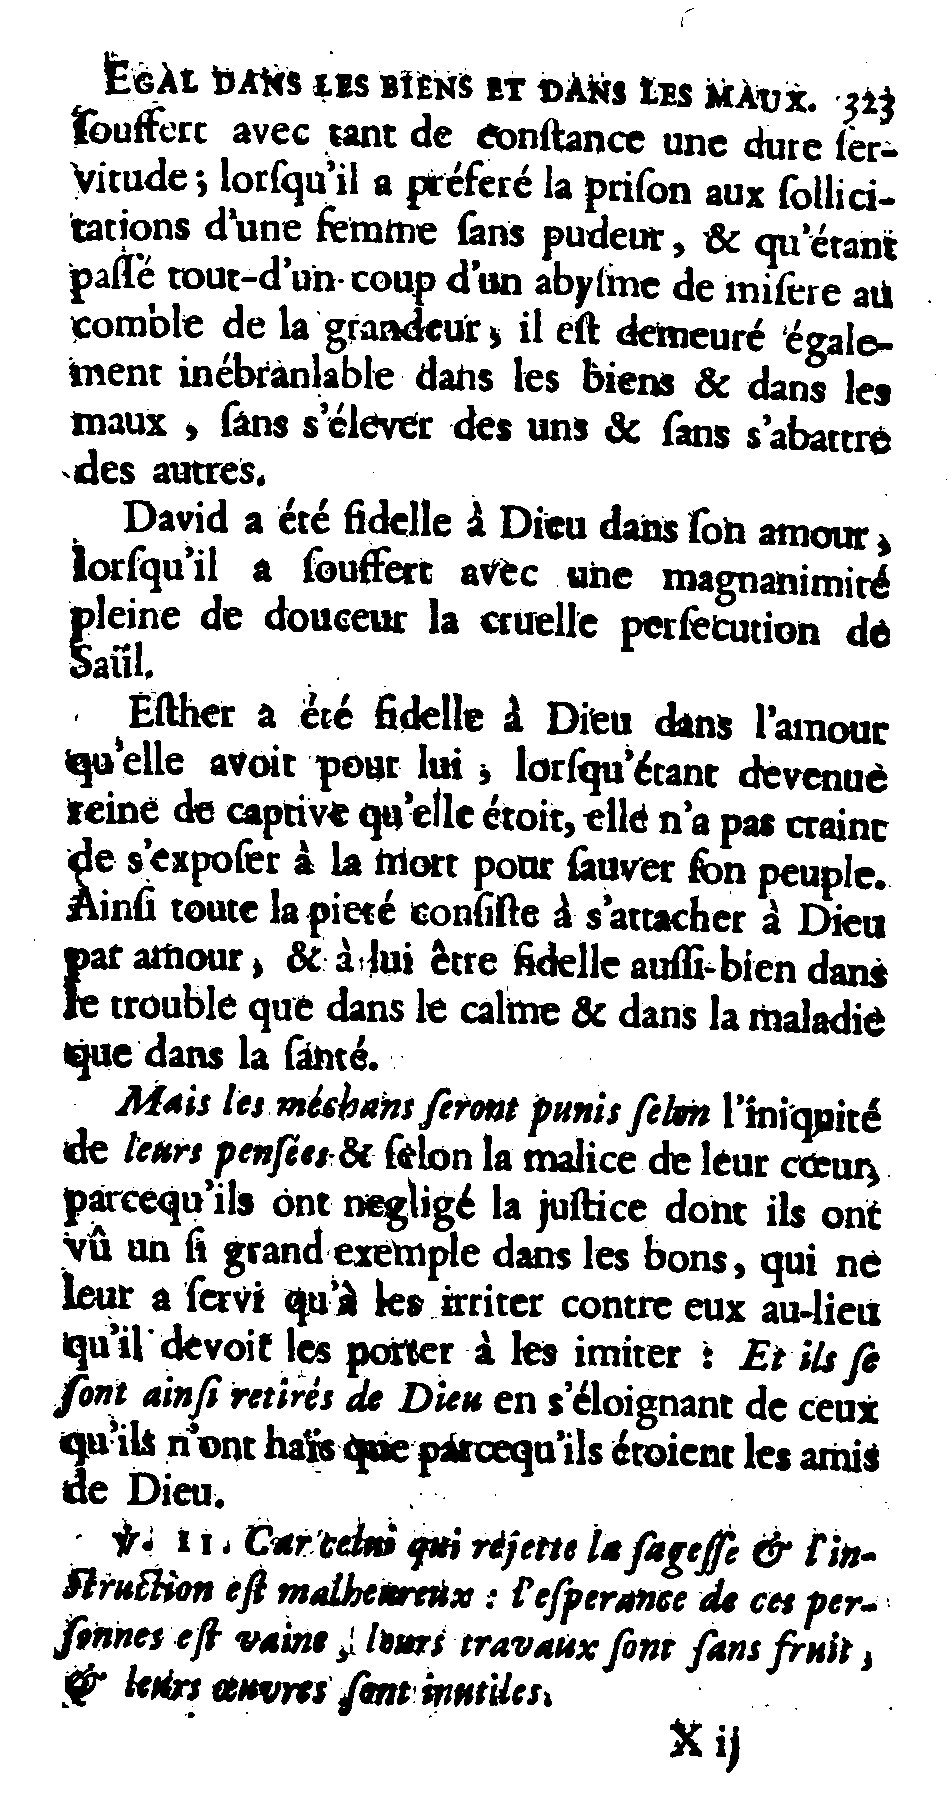 EGAL DANS LES BIENS ET DANS LES MAUX. 323
ſouffert avec tant de conſtance une dure ſer-
vitude ; lorſqu'il a préferé la priſon aux ſollici-
tations d'une femme ſans pudeur, & qu'étant
paſſé tout-d'un-coup d'un abyſme de miſere au
comble de la grandeur, il eſt demeuré égale-
ment inébranlable dans les biens & dans les
maux, ſans s'élever des uns & ſans s'abattre
des autres.
David a été fidelle à Dieu dans ſon amour,
lorſqu'il a ſouffert avec une magnanimité
pleine de douceur la cruelle perſecution de
Saül.
Eſther a été fidelle à Dieu dans l'amour
qu'elle avoit pour lui, lorſqu'étant devenuë
reine de captive qu'elle étoit, elle n'a pas craint
de s'expoſer à la mort pour ſauver ſon peuple.
Ainſi toute la pieté conſiſte à s'attacher à Dieu
par amour, & à lui être fidelle auſſi-bien dans
le trouble que dans le calme & dans la maladie
que dans la ſanté.
Mais les méchans ſeront punis ſelon l'iniquité
de leurs penſées & ſelon la malice de leur cœur,
parcequ'ils ont negligé la juſtice dont ils ont
vû un ſi grand exemple dans les bons, qui ne
leur a ſervi qu'à les irriter contre eux au-lieu
qu'il devoit les porter à les imiter : Et ils ſe
ſont ainſi retirés de Dieu en s'éloignant de ceux
qu'ils n'ont haïs que parcequ'ils étoient les amis
de Dieu.
℣. 11. Car celui qui rejette la ſageſſe & l'in-
ſtruction eſt malheureux : l'eſperance de ces per-
ſonnes eſt vaine, leurs travaux ſont ſans fruit,
& leurs œuvres ſont inutiles.
X ij